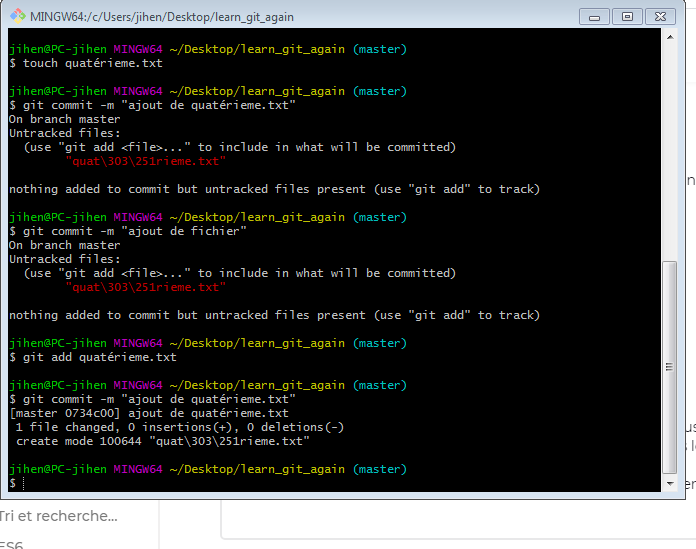 MINGW64:/c/Users/jihen/Desktop/learn_git_again
jihen@PC-jihen MINGW64 ~/Desktop/learn_git_again (master)
$ touch quatérieme.txt
jihen@PC-jihen MINGW64 ~/Desktop/learn_git_again (master)
$ git commit -m "ajout de quatérieme.txt"
On branch master
Untracked files:
(use "git add <file>..." to include in what will be committed)
"quat\303\251rieme.txt"
nothing added to commit but untracked files present (use "git add" to track)
jihen@PC-jihen MINGW64 ~/Desktop/learn_git_again (master)
$ git commit -m "ajout de fichier"
On branch master
Untracked files:
(use "git add <file>..." to include in what will be committed)
"quat\303\251rieme.txt"
nothing added to commit but untracked files present (use "git add" to track)
jihen@PC-jihen MINGW64 ~/Desktop/learn_git_again (master)
$ git add quatérieme.txt
jihen@PC-jihen MINGW64 ~/Desktop/learn_git_again (master)
$ git commit -m "ajout de quatérieme.txt"
[master 0734c00] ajout de quatérieme.txt
1 file changed, 0 insertions(+), 0 deletions(-)
create mode 100644 "quat\303\251rieme.txt"
jihen@PC-jihen MINGW64 ~/Desktop/learn_git_again (master)
$
Tri et recherche...
ES6